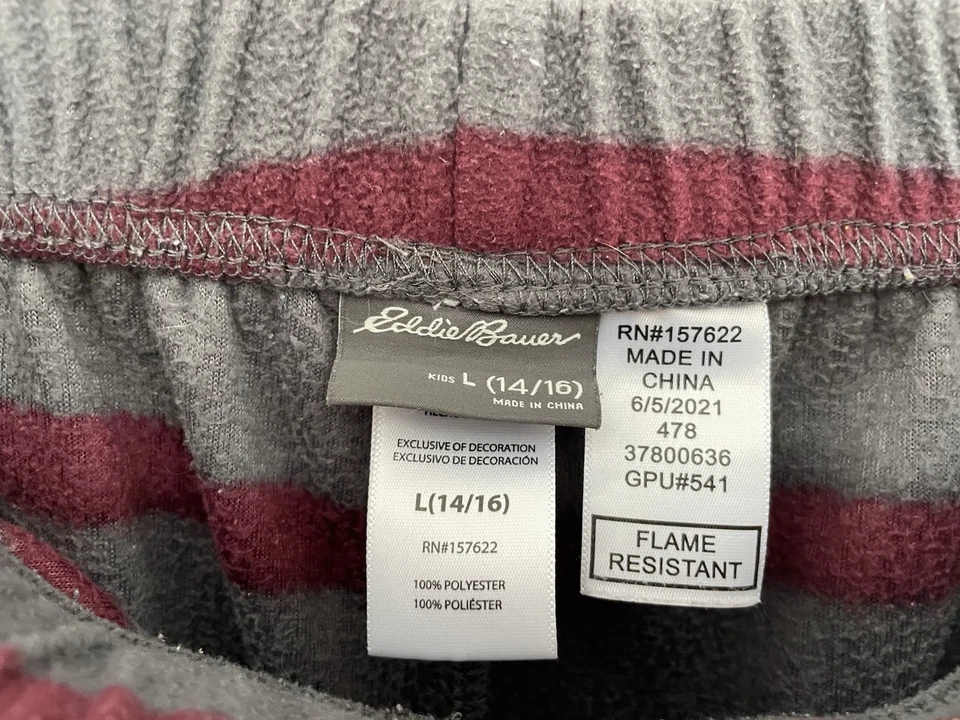 Eddie Bauer
KIDS L (14/16)
MADE IN CHINA
EXCLUSIVE OF DECORATION
EXCLUSIVO DE DECORACIÓN
L(14/16)
RN#157622
100% POLYESTER
100% POLIÉSTER
RN#157622
MADE IN
CHINA
6/5/2021
478
37800636
GPU#541
FLAME
RESISTANT